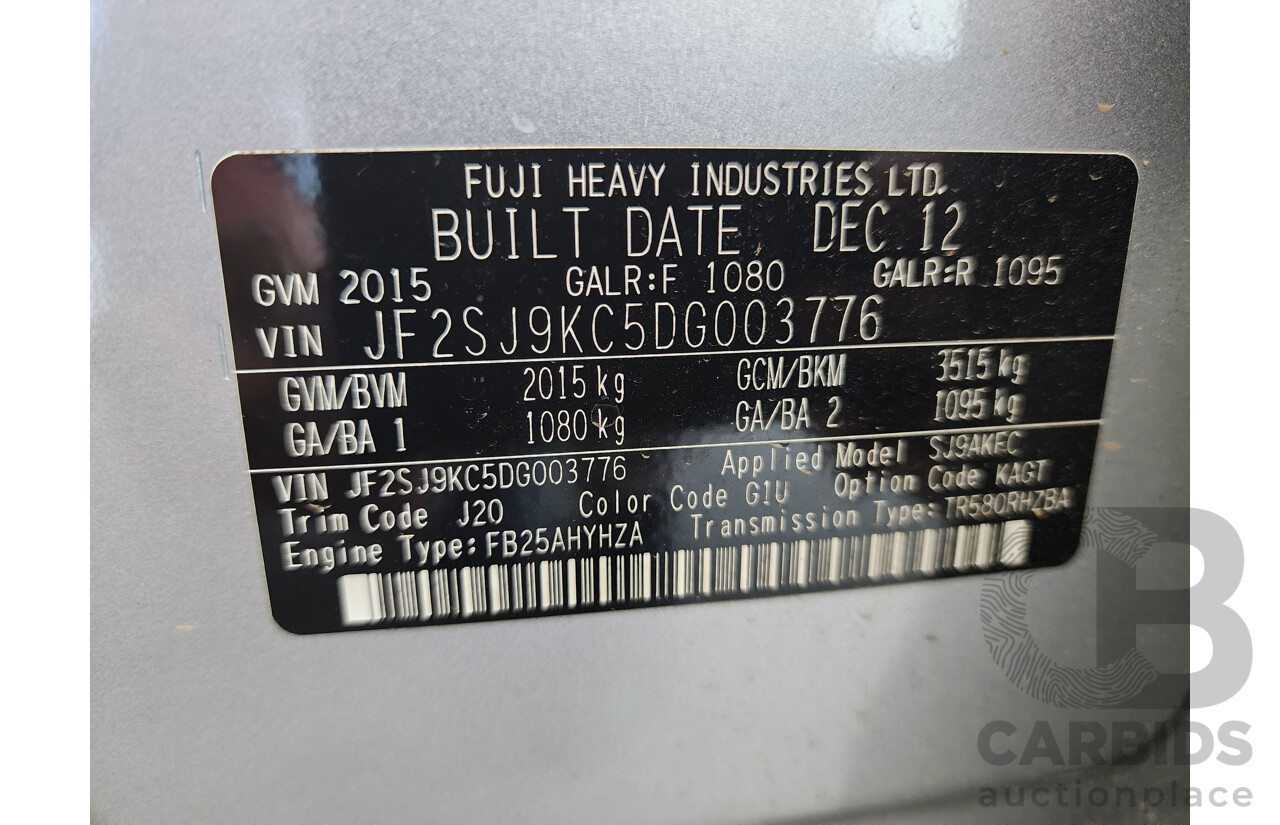 FUJI HEAVY INDUSTRIES LTD.
BUILT DATE DEC 12
GVM 2015 GALR:F 1080 GALR:R 1095
VIN JF2SJ9KC5DG003776
GVM/BVM 2015 kg GCM/BKM 3515 kg
GA/BA 1 1080 kg GA/BA 2 1095 kg
VIN JF2SJ9KC5DG003776 Applied Model SJ9AKEC
Trim Code J20 Color Code G1U Option Code KAGT
Engine Type: FB25AHYHZA Transmission Type: TR580RHZBA
CB
CARBIDS
auctionplace